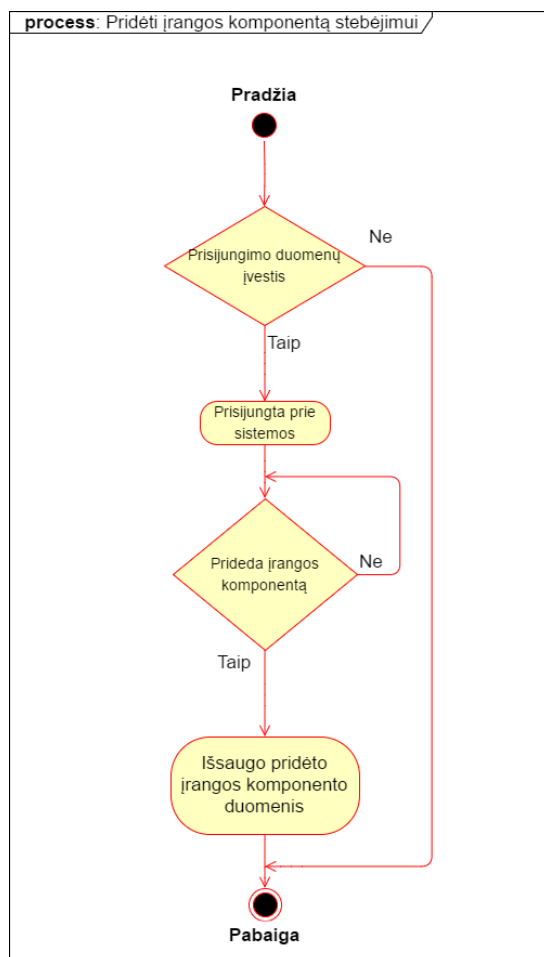 process: Pridėti įrangos komponentą stebėjimui
Pradžia
Prisijungimo duomenų
įvestis
Ne
Taip
Prisijungta prie
sistemos
Prideda įrangos
komponentą
Ne
Taip
Išsaugo pridėto
įrangos komponento
duomenis
Pabaiga